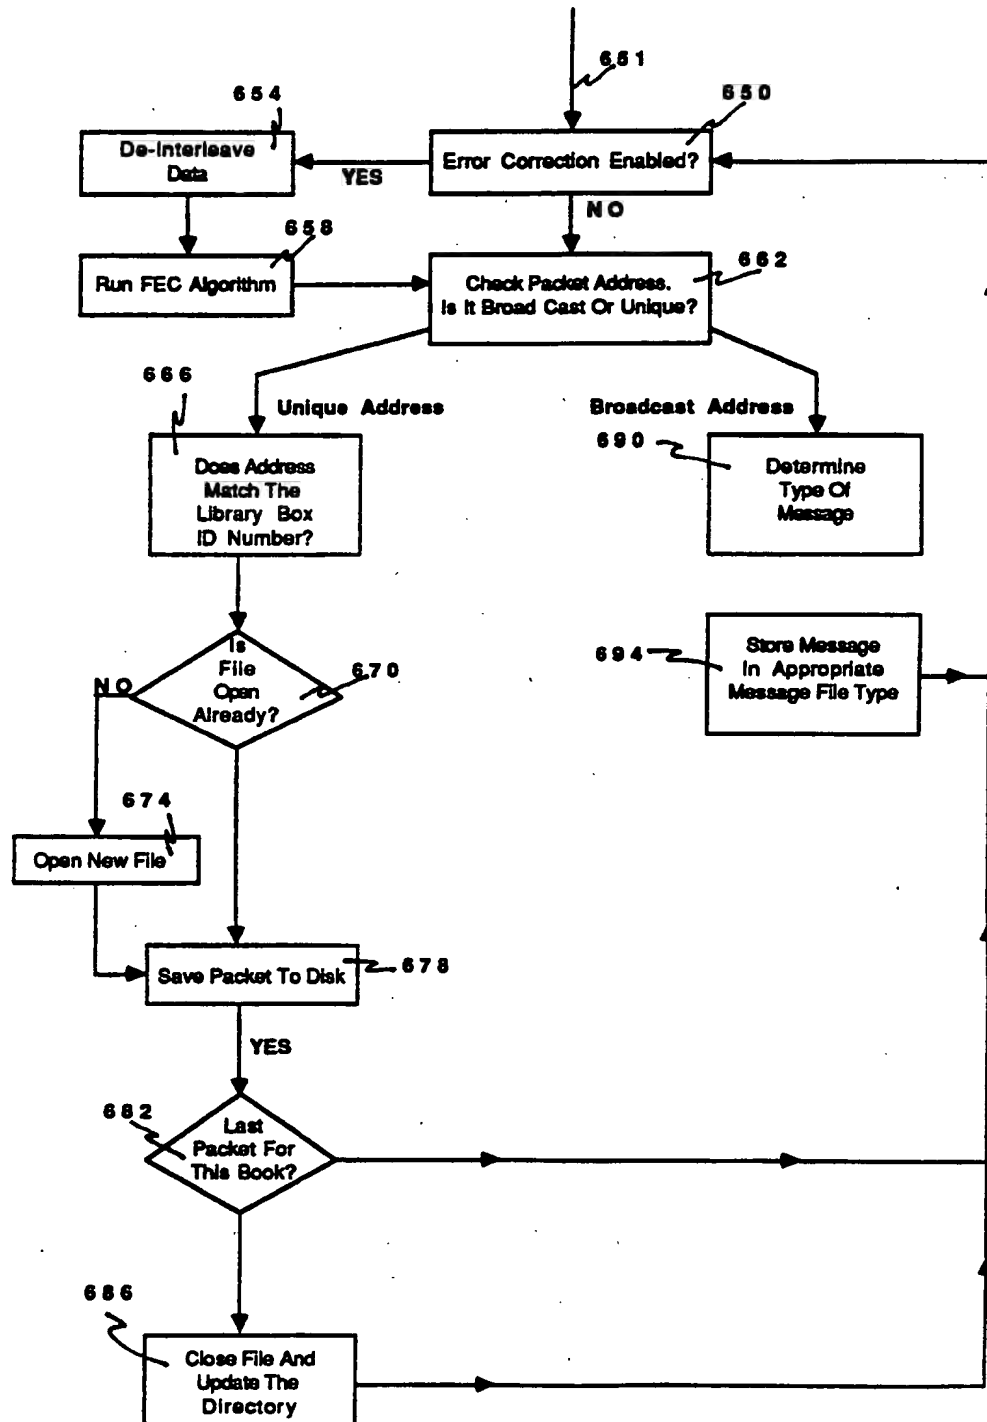 651
654
650
De-Interleave
Data
YES
Error Correction Enabled?
NO
658
662
Run FEC Algorithm
Check Packet Address.
Is It Broad Cast Or Unique?
666
Unique Address
Broadcast Address
690
Does Address
Match The
Library Box
ID Number?
Determine
Type Of
Message
Is
File
Open
Already?
670
NO
694
Store Message
In Appropriate
Message File Type
674
Open New File
Save Packet To Disk
678
YES
682
Last
Packet For
This Book?
686
Close File And
Update The
Directory